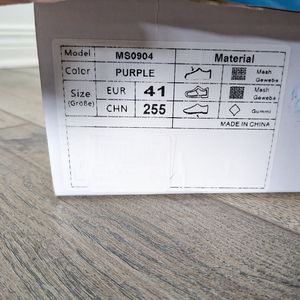 Model MS0904 Material
Color PURPLE Mesh Gewebe
Size (Größe) EUR 41 Mesh Gewebe
CHN 255 Gummi
MADE IN CHINA